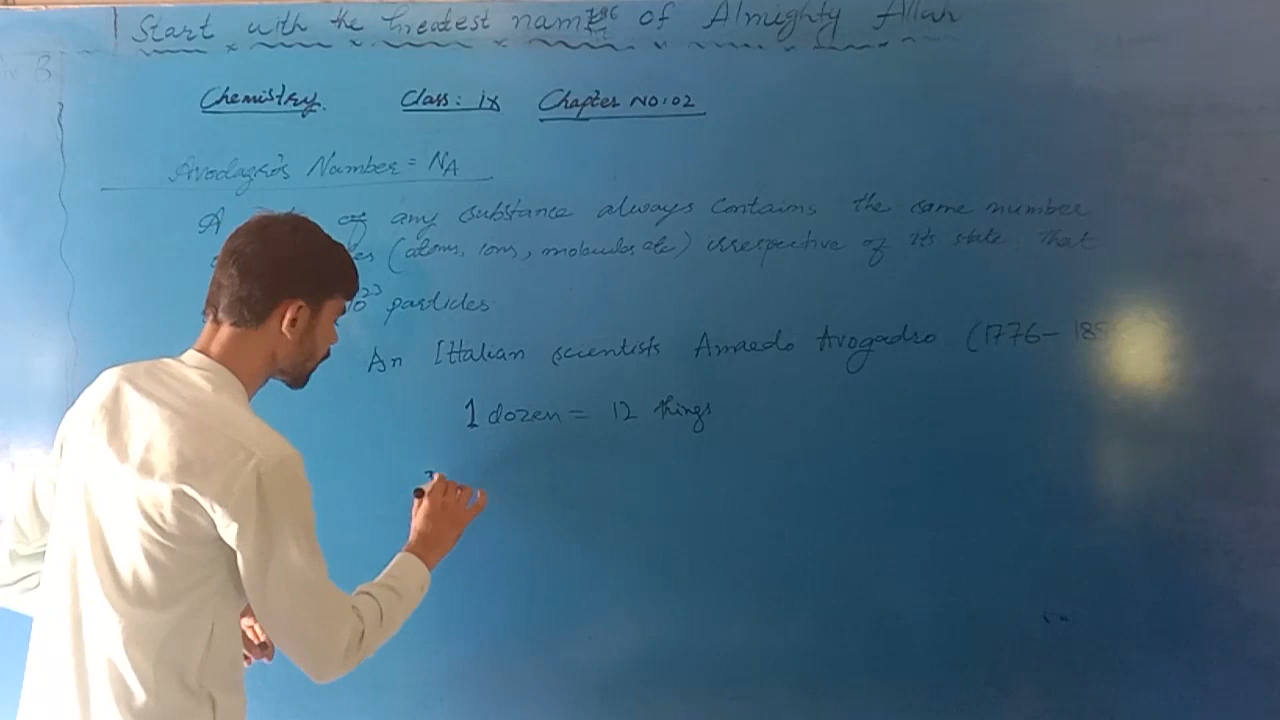 Start with the Greatest name of Almighty Allah
Chemistry. Class: IX Chapter NO:02
Avodagro's Number = NA
A of any substance always contains the same number
(atoms, ions, molecules etc) irrespective of its state. That
10²³ particles.
An Ittalian scientists Amaedo Avogadro (1776-185
1 dozen = 12 things